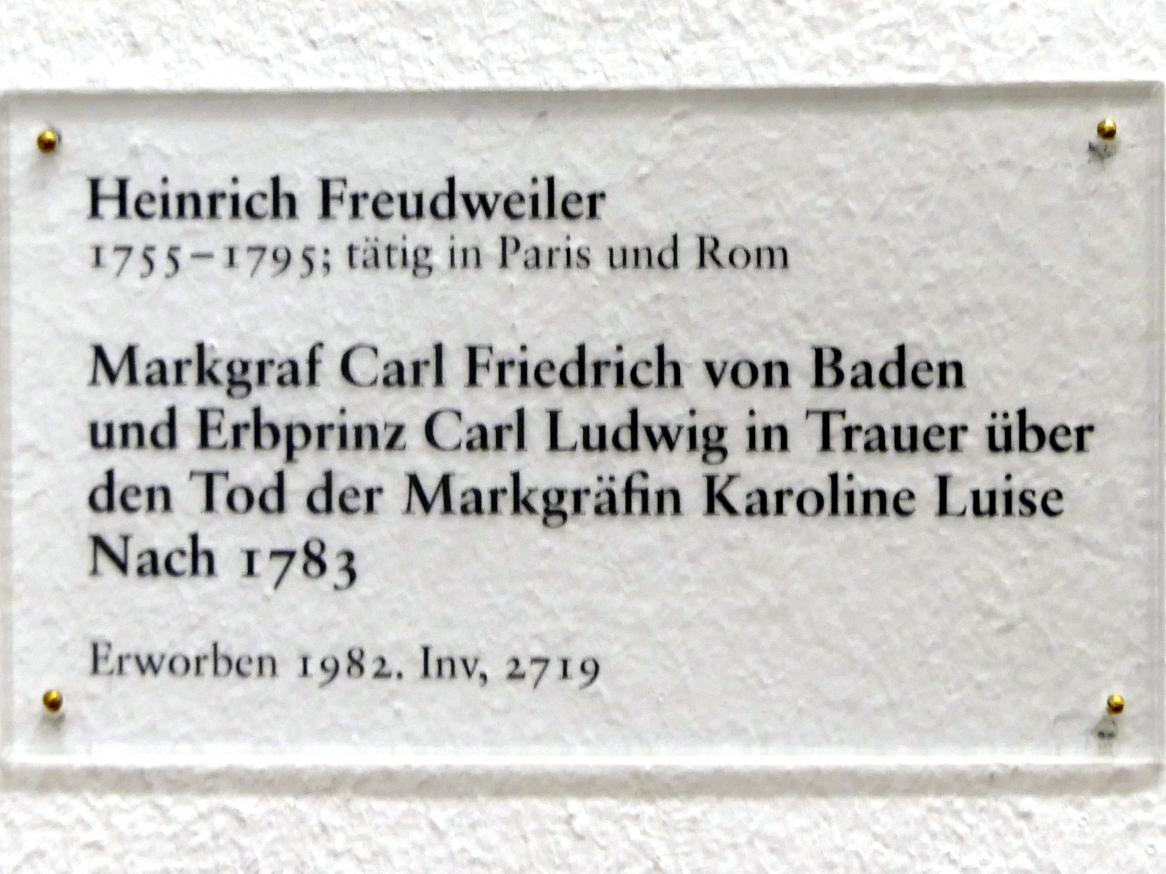 Heinrich Freudweiler
1755–1795; tätig in Paris und Rom
Markgraf Carl Friedrich von Baden
und Erbprinz Carl Ludwig in Trauer über
den Tod der Markgräfin Karoline Luise
Nach 1783
Erworben 1982. Inv, 2719